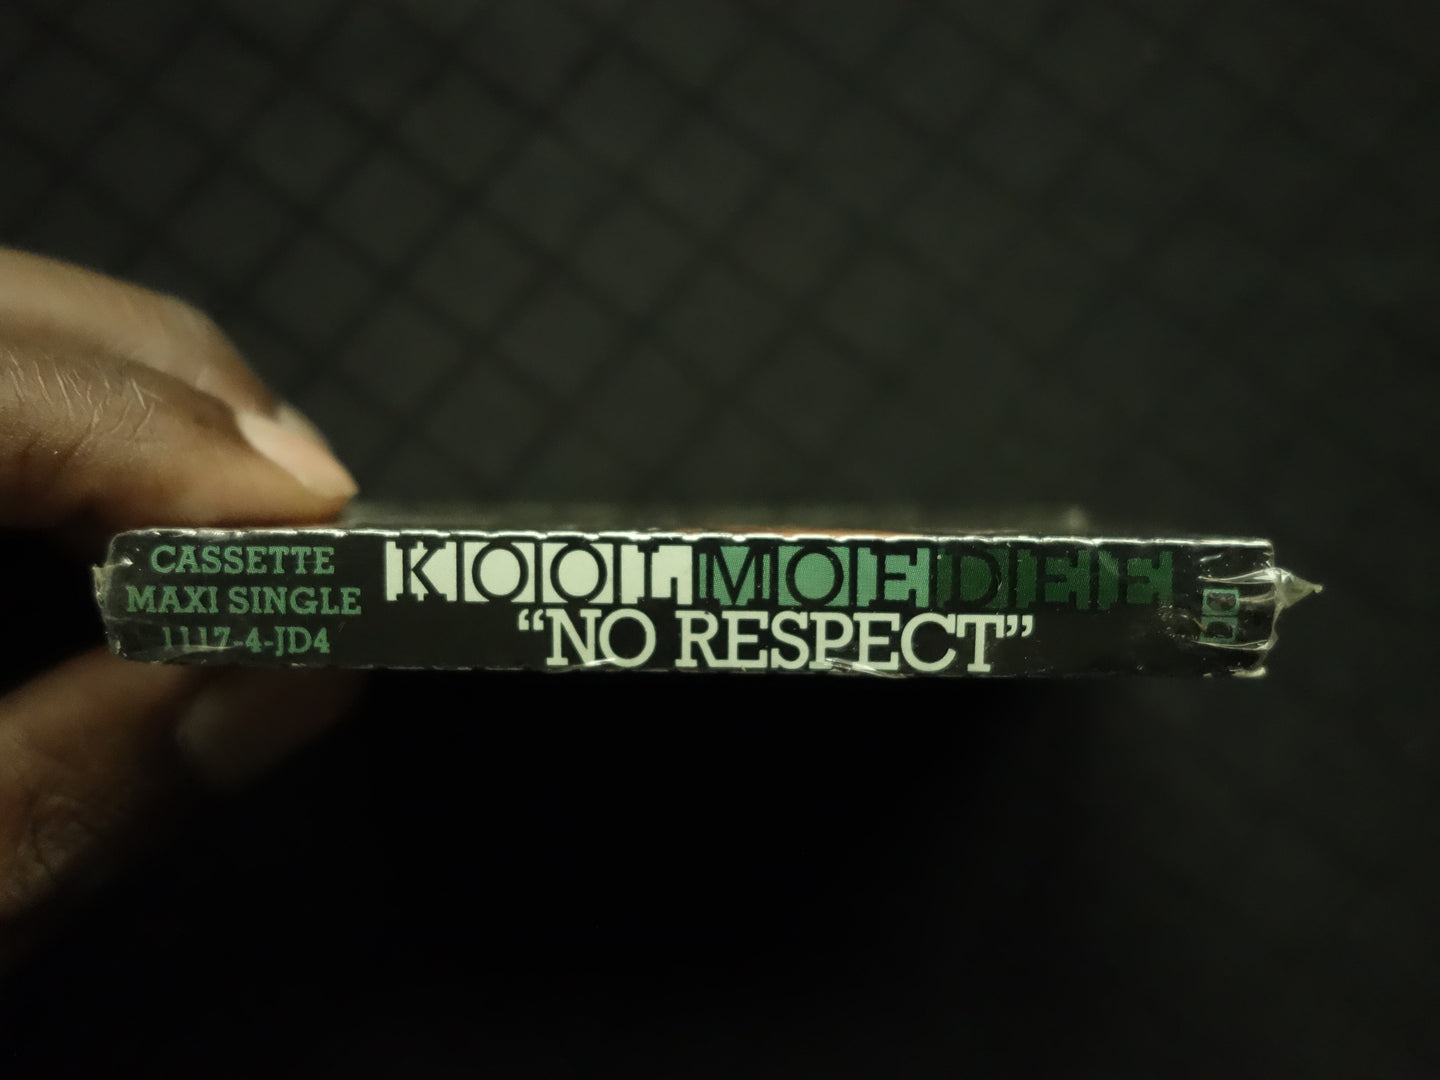 CASSETTE
MAXI SINGLE
1117-4-JD4
KOOL MOE DEE
“NO RESPECT”